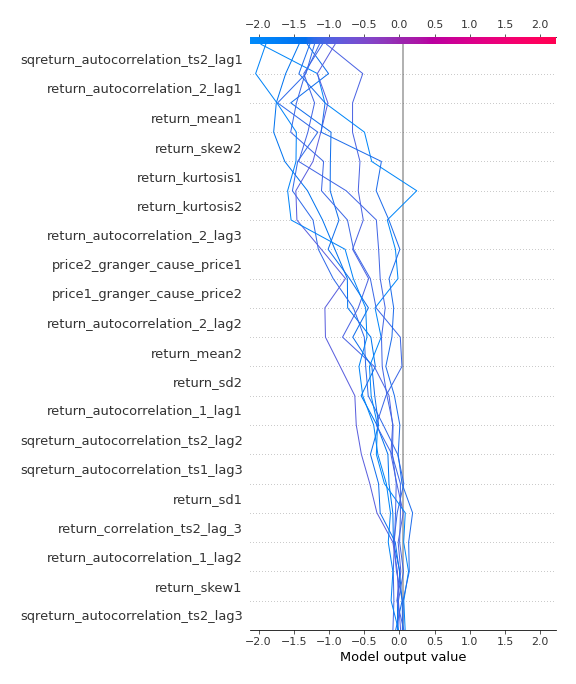 −2.0 −1.5 −1.0 −0.5 0.0 0.5 1.0 1.5 2.0
sqreturn_autocorrelation_ts2_lag1
return_autocorrelation_2_lag1
return_mean1
return_skew2
return_kurtosis1
return_kurtosis2
return_autocorrelation_2_lag3
price2_granger_cause_price1
price1_granger_cause_price2
return_autocorrelation_2_lag2
return_mean2
return_sd2
return_autocorrelation_1_lag1
sqreturn_autocorrelation_ts2_lag2
sqreturn_autocorrelation_ts1_lag3
return_sd1
return_correlation_ts2_lag_3
return_autocorrelation_1_lag2
return_skew1
sqreturn_autocorrelation_ts2_lag3
−2.0 −1.5 −1.0 −0.5 0.0 0.5 1.0 1.5 2.0
Model output value